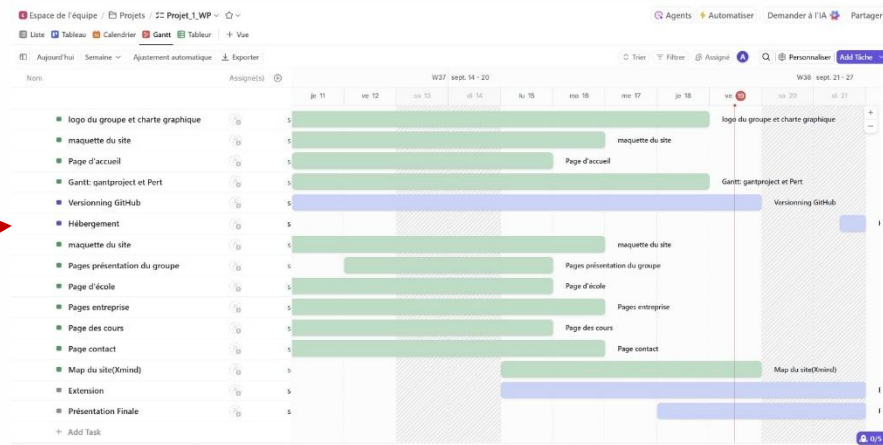 Espace de l'équipe / Projets / Projet_1_WP
Agents Automatiser Demander à l'IA Partager
Liste Tableau Calendrier Gantt Tableur + Vue
Aujourd'hui Semaine Ajustement automatique Exporter Trier Filtrer Assigné A Personnaliser Add Tâche
Nom Assigné(s) W37 sept. 14 - 20 W38 sept. 21 - 27
je 11 ve 12 sa 13 di 14 lu 15 ma 16 me 17 je 18 ve 19 sa 20 di 21
logo du groupe et charte graphique s logo du groupe et charte graphique
maquette du site s maquette du site
Page d'accueil s Page d'accueil
Gantt: gantproject et Pert s Gantt: gantproject et Pert
Versionning GitHub s Versionning GitHub
Hébergement s
maquette du site s maquette du site
Pages présentation du groupe s Pages présentation du groupe
Page d'école s Page d'école
Pages entreprise s Pages entreprise
Page des cours s Page des cours
Page contact s Page contact
Map du site(Xmind) s Map du site(Xmind)
Extension s
Présentation Finale s
+ Add Task
0/5